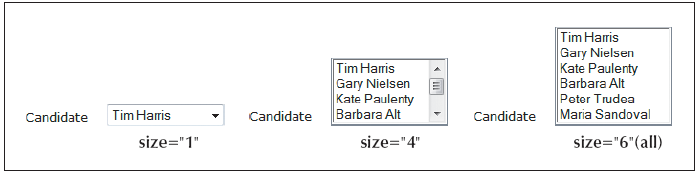 Candidate Tim Harris
size="1"
Candidate
Tim Harris
Gary Nielsen
Kate Paulenty
Barbara Alt
size="4"
Candidate
Tim Harris
Gary Nielsen
Kate Paulenty
Barbara Alt
Peter Trudea
Maria Sandoval
size="6"(all)